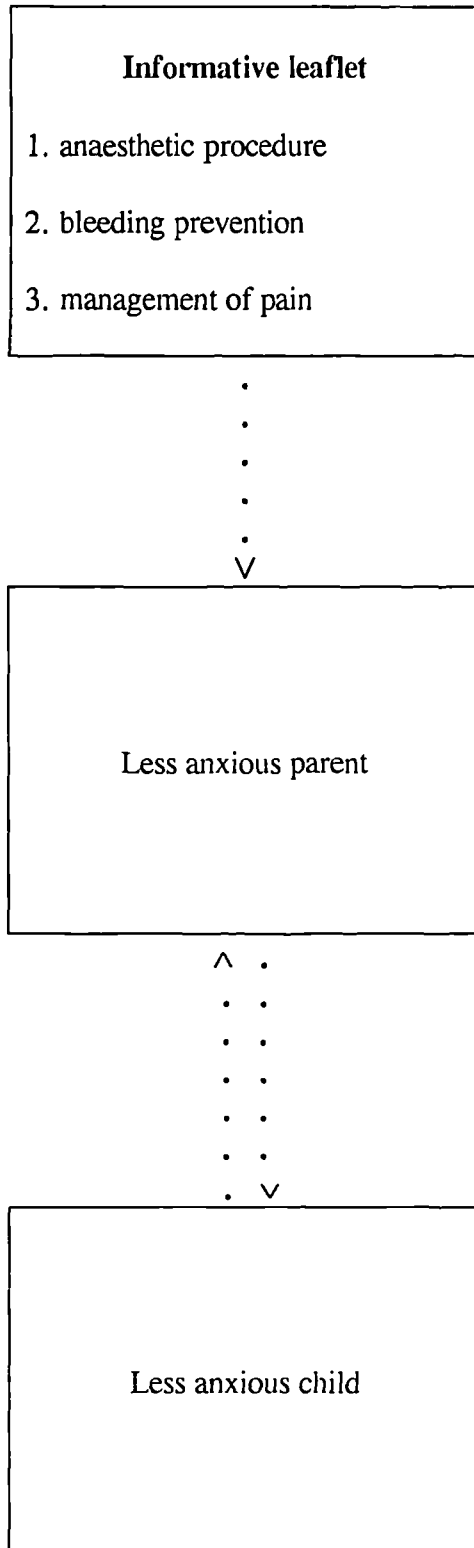 Informative leaflet
1. anaesthetic procedure
2. bleeding prevention
3. management of pain
Less anxious parent
Less anxious child